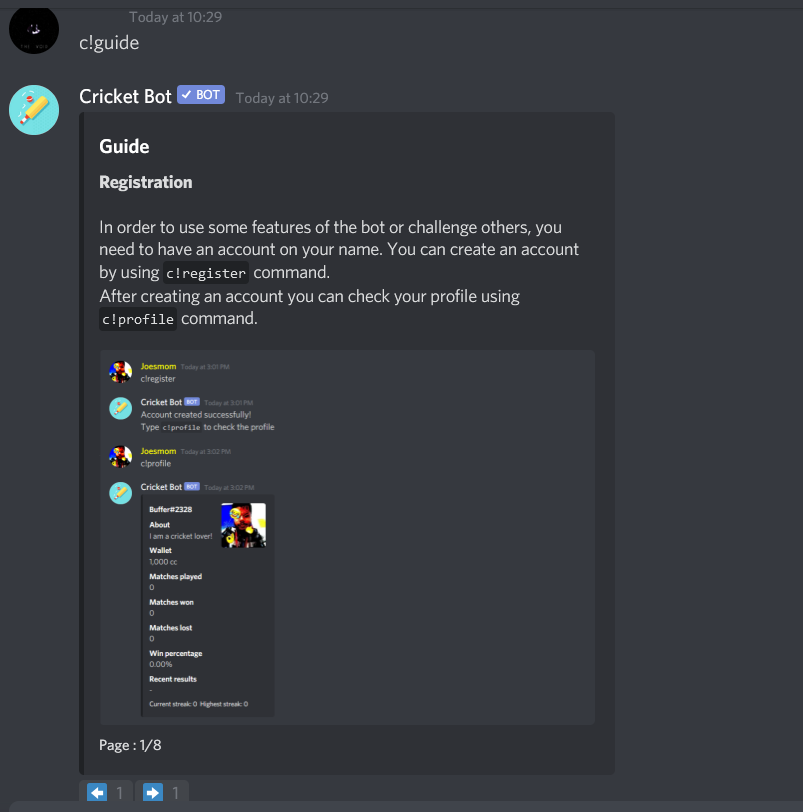 Today at 10:29
c!guide
Cricket Bot BOT Today at 10:29
Guide
Registration
In order to use some features of the bot or challenge others, you
need to have an account on your name. You can create an account
by using c!register command.
After creating an account you can check your profile using
c!profile command.
Joesmom Today at 3:01 PM
c!register
Cricket Bot BOT Today at 3:01 PM
Account created successfully!
Type c!profile to check the profile
Joesmom Today at 3:02 PM
c!profile
Cricket Bot BOT Today at 3:02 PM
Buffer#2328
About
I am a cricket lover!
Wallet
1,000 cc
Matches played
0
Matches won
0
Matches lost
0
Win percentage
0.00%
Recent results
-
Current streak: 0 Highest streak: 0
Page : 1/8
1 1